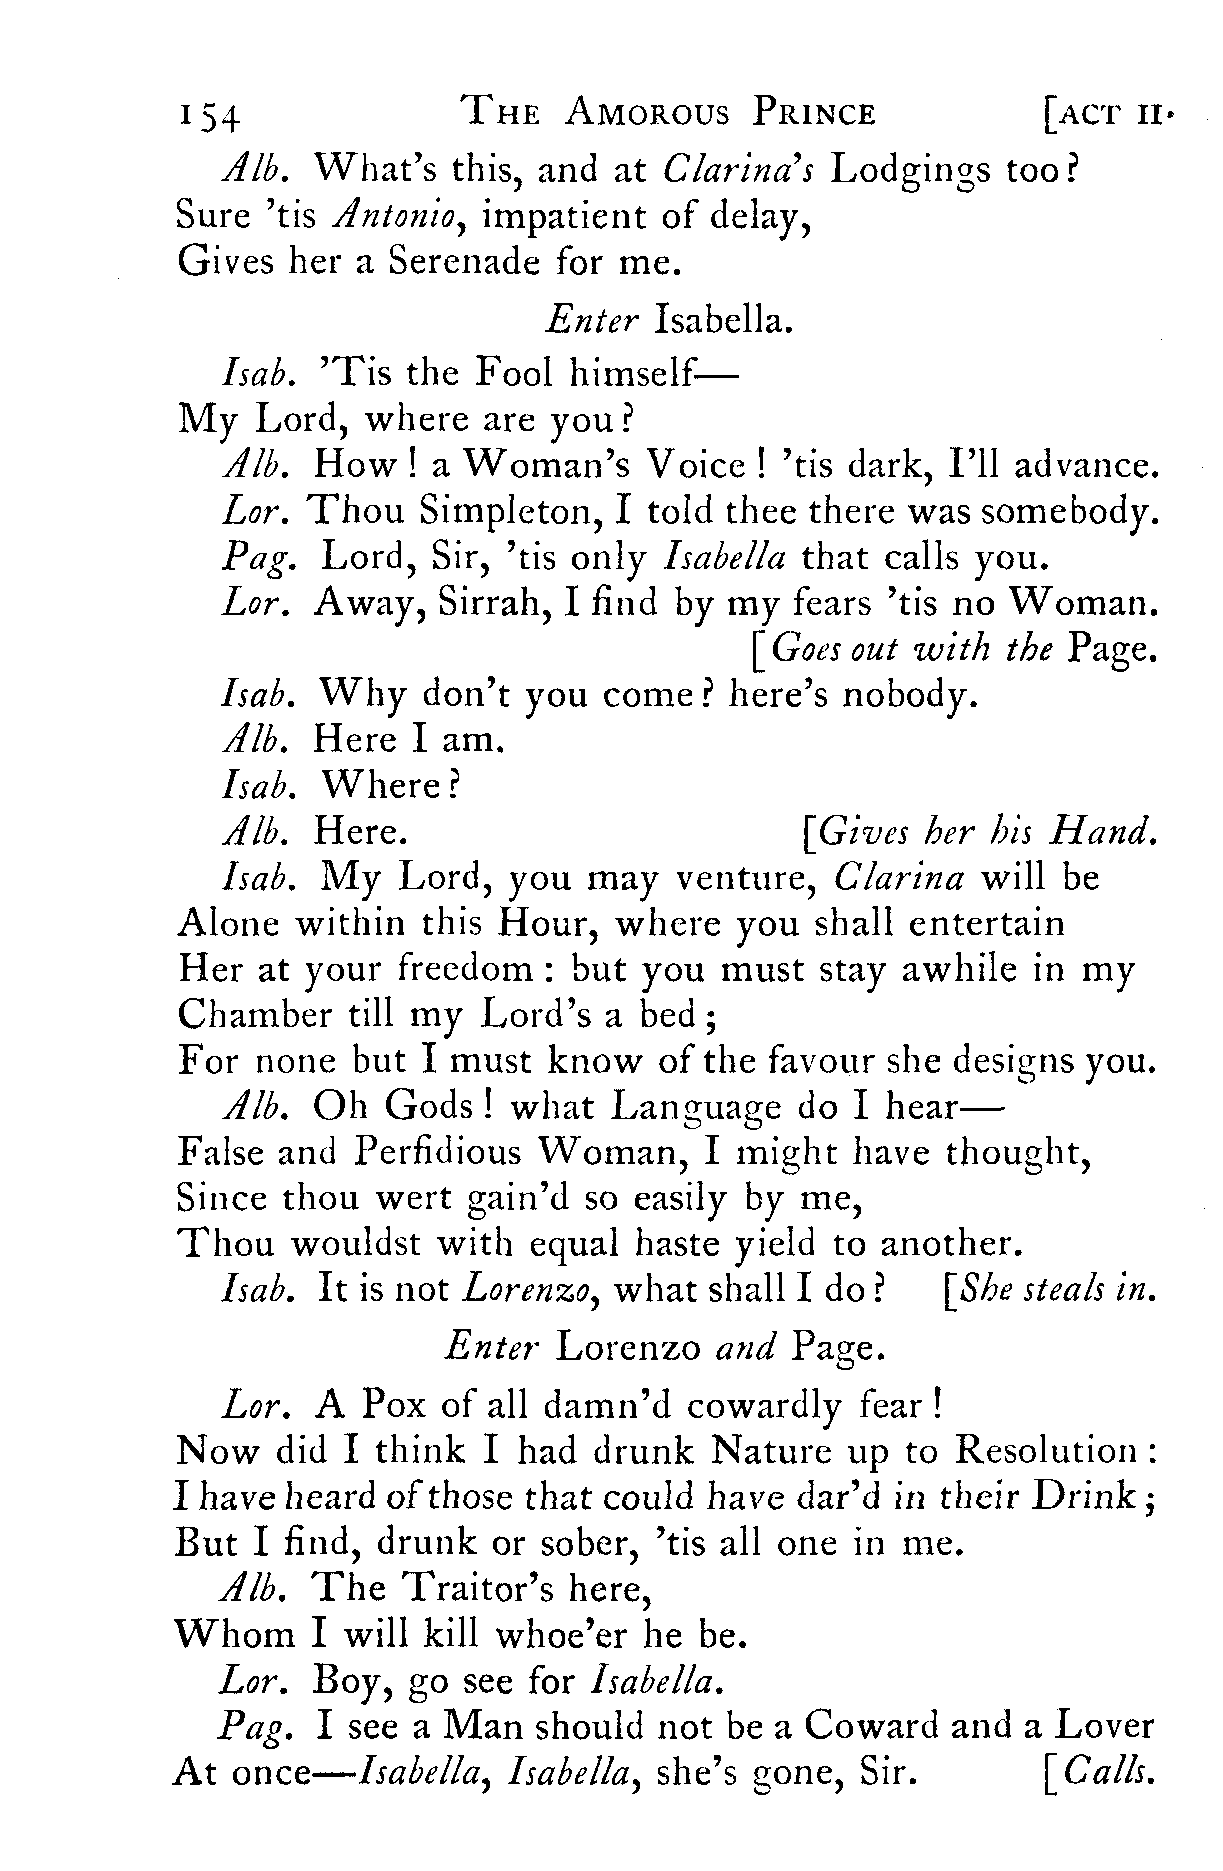 154 The Amorous Prince [act ii.
Alb. What's this, and at Clarina's Lodgings too?
Sure 'tis Antonio, impatient of delay,
Gives her a Serenade for me.
Enter Isabella.
Isab. 'Tis the Fool himself—
My Lord, where are you?
Alb. How! a Woman's Voice! 'tis dark, I'll advance.
Lor. Thou Simpleton, I told thee there was somebody.
Pag. Lord, Sir, 'tis only Isabella that calls you.
Lor. Away, Sirrah, I find by my fears 'tis no Woman.
[Goes out with the Page.
Isab. Why don't you come? here's nobody.
Alb. Here I am.
Isab. Where?
Alb. Here. [Gives her his Hand.
Isab. My Lord, you may venture, Clarina will be
Alone within this Hour, where you shall entertain
Her at your freedom: but you must stay awhile in my
Chamber till my Lord's a bed;
For none but I must know of the favour she designs you.
Alb. Oh Gods! what Language do I hear—
False and Perfidious Woman, I might have thought,
Since thou wert gain'd so easily by me,
Thou wouldst with equal haste yield to another.
Isab. It is not Lorenzo, what shall I do? [She steals in.
Enter Lorenzo and Page.
Lor. A Pox of all damn'd cowardly fear!
Now did I think I had drunk Nature up to Resolution:
I have heard of those that could have dar'd in their Drink;
But I find, drunk or sober, 'tis all one in me.
Alb. The Traitor's here,
Whom I will kill whoe'er he be.
Lor. Boy, go see for Isabella.
Pag. I see a Man should not be a Coward and a Lover
At once—Isabella, Isabella, she's gone, Sir. [Calls.